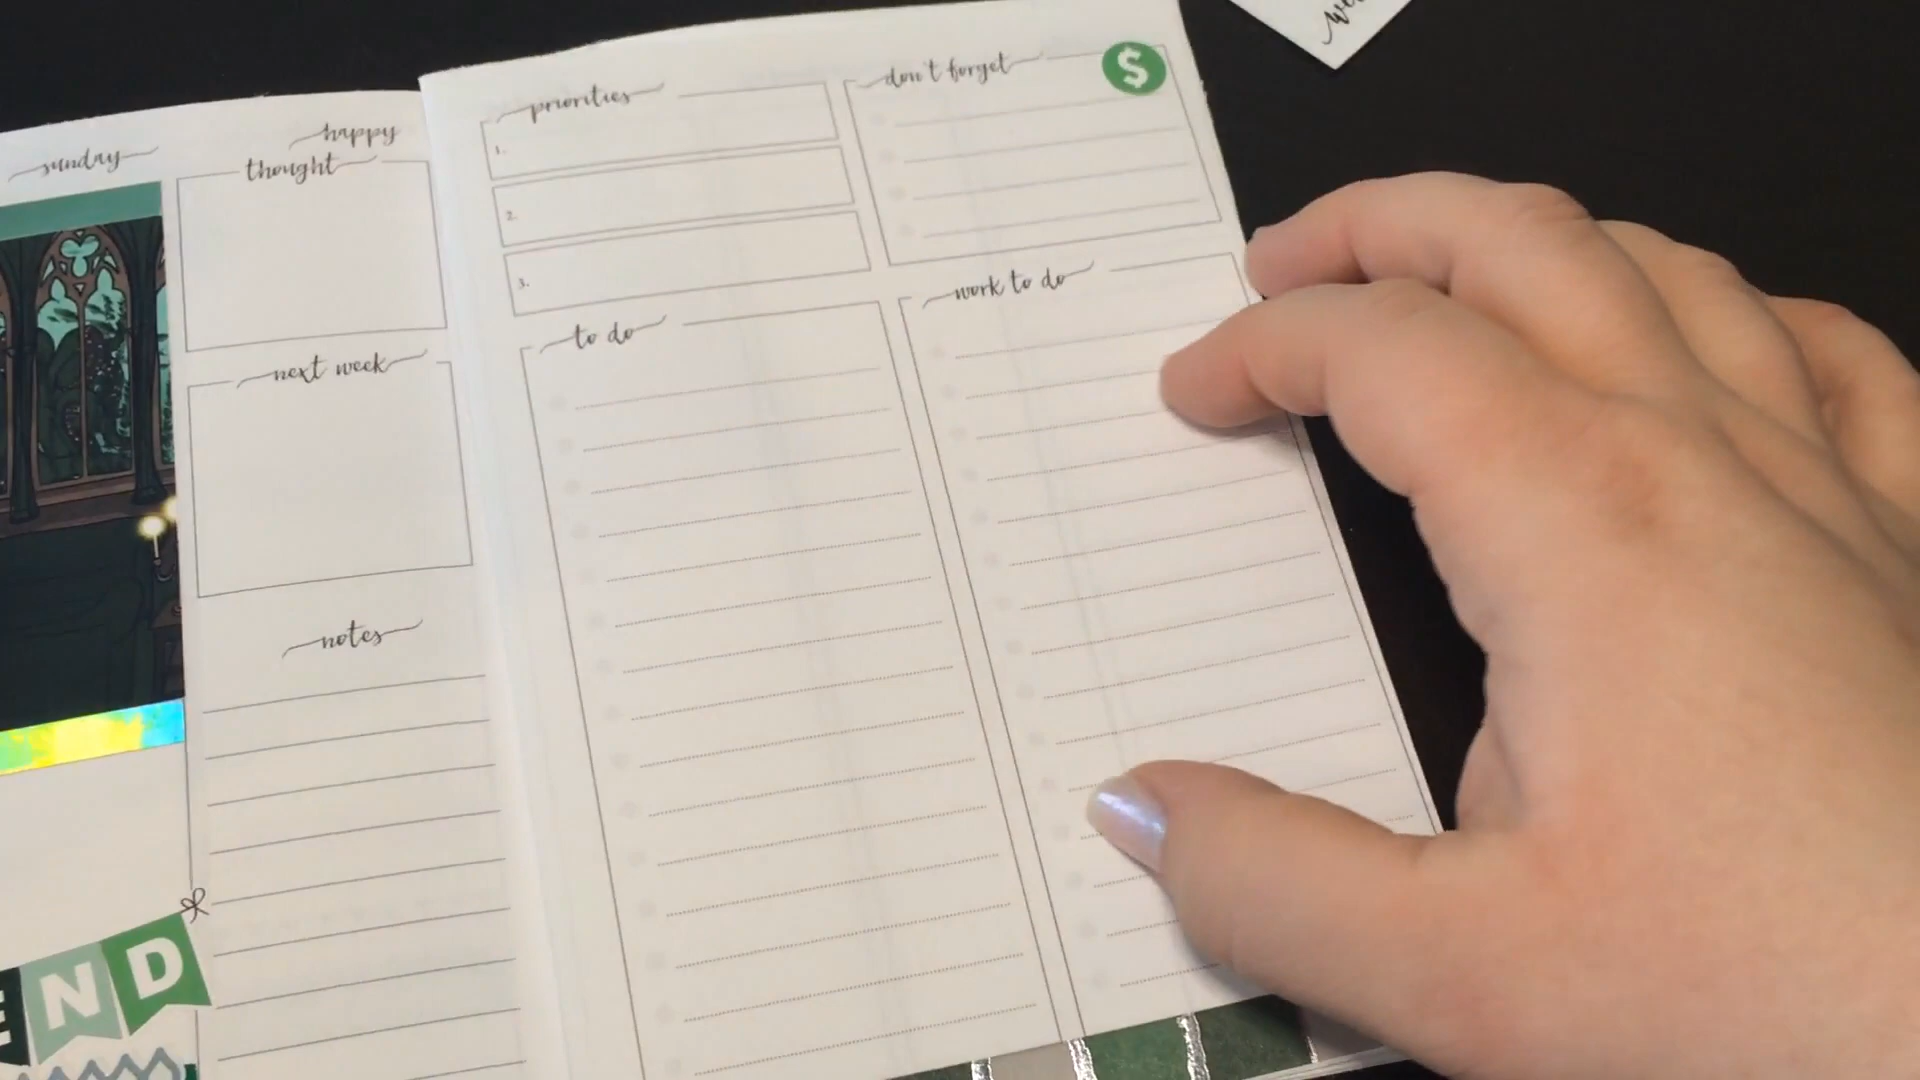 sunday
happy
thought
next week
notes
END
priorities
1.
2.
3.
don't forget
$
to do
work to do